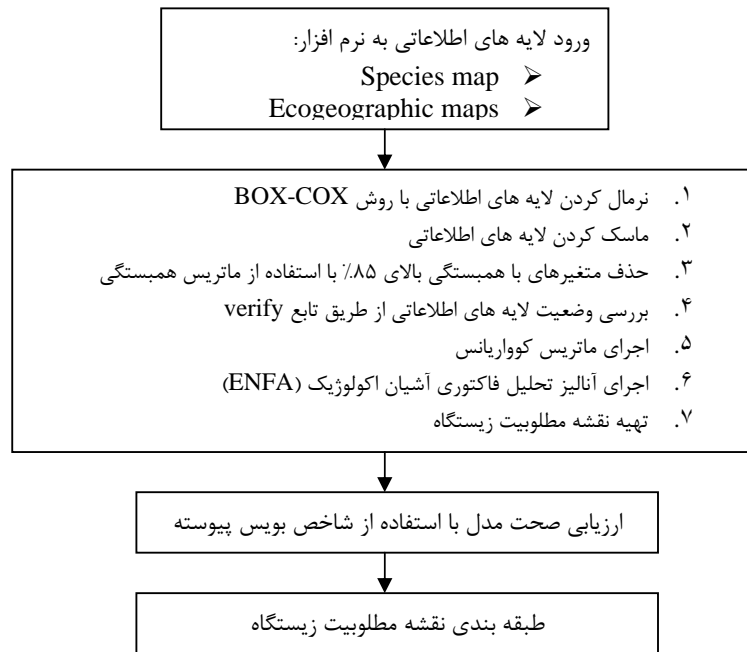 ورود لایه های اطلاعاتی به نرم افزار:
➢ Species map
➢ Ecogeographic maps
۱. نرمال کردن لایه های اطلاعاتی با روش BOX-COX
۲. ماسک کردن لایه های اطلاعاتی
۳. حذف متغیرهای با همبستگی بالای ۸۵٪ با استفاده از ماتریس همبستگی
۴. بررسی وضعیت لایه های اطلاعاتی از طریق تابع verify
۵. اجرای ماتریس کوواریانس
۶. اجرای آنالیز تحلیل فاکتوری آشیان اکولوژیک (ENFA)
۷. تهیه نقشه مطلوبیت زیستگاه
ارزیابی صحت مدل با استفاده از شاخص بویس پیوسته
طبقه بندی نقشه مطلوبیت زیستگاه